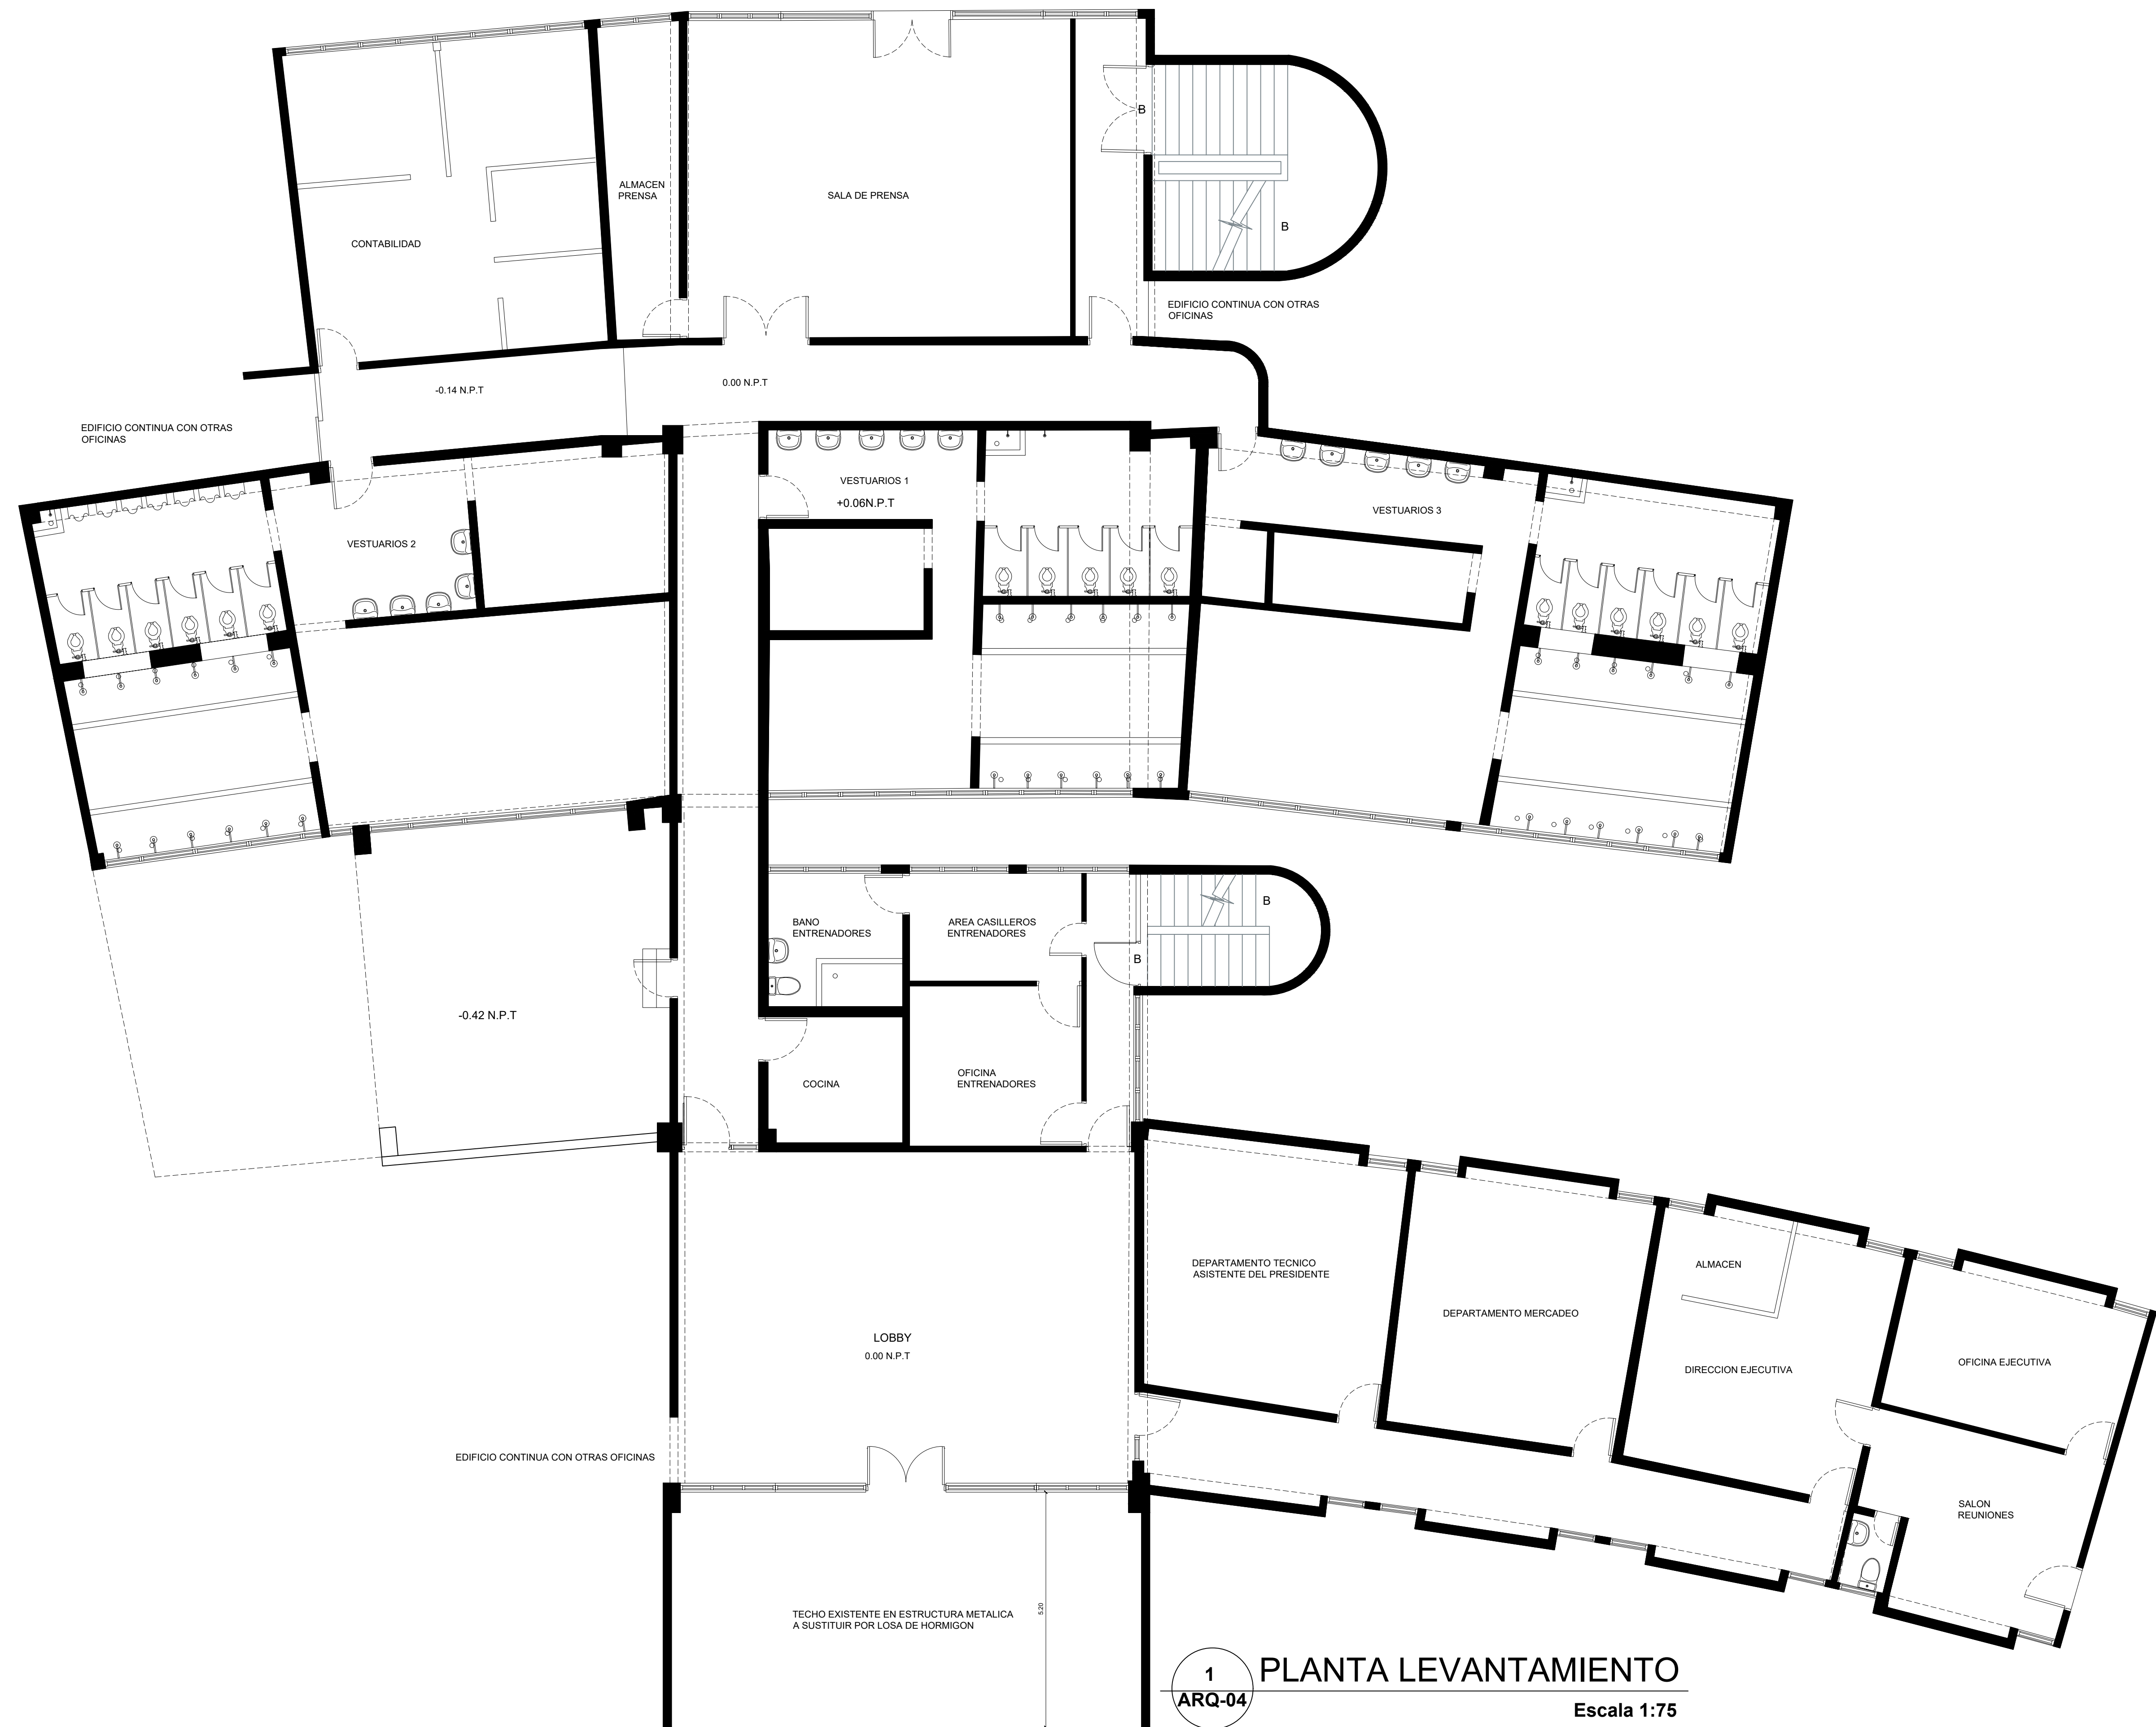 B
ALMACEN
PRENSA
SALA DE PRENSA
B
CONTABILIDAD
EDIFICIO CONTINUA CON OTRAS
OFICINAS
-0.14 N.P.T
0.00 N.P.T
EDIFICIO CONTINUA CON OTRAS
OFICINAS
VESTUARIOS 1
+0.06N.P.T
VESTUARIOS 3
VESTUARIOS 2
B
BANO
ENTRENADORES
AREA CASILLEROS
ENTRENADORES
B
-0.42 N.P.T
COCINA
OFICINA
ENTRENADORES
DEPARTAMENTO TECNICO
ASISTENTE DEL PRESIDENTE
ALMACEN
DEPARTAMENTO MERCADEO
LOBBY
0.00 N.P.T
DIRECCION EJECUTIVA
OFICINA EJECUTIVA
EDIFICIO CONTINUA CON OTRAS OFICINAS
SALON
REUNIONES
TECHO EXISTENTE EN ESTRUCTURA METALICA
A SUSTITUIR POR LOSA DE HORMIGON
5.20
1
ARQ-04
PLANTA LEVANTAMIENTO
Escala 1:75